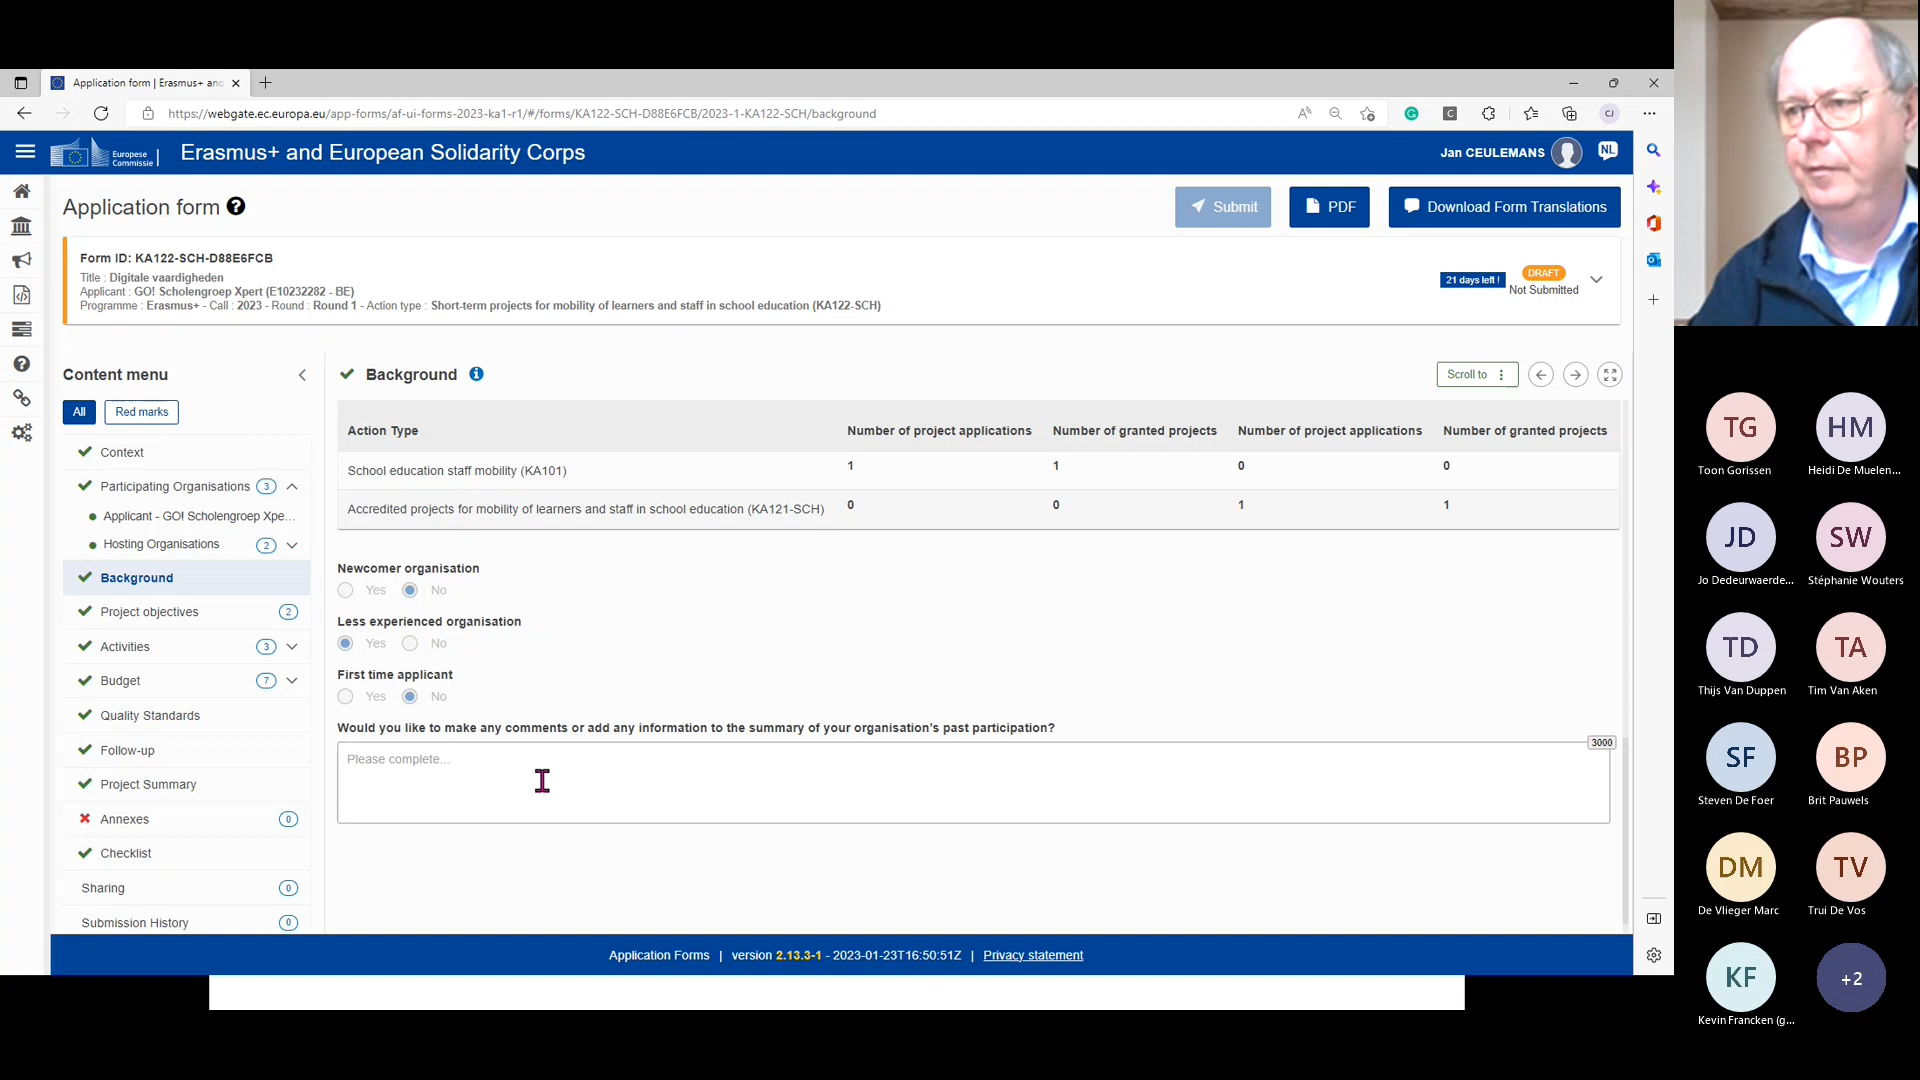 Application form | Erasmus+ and
https://webgate.ec.europa.eu/app-forms/af-ui-forms-2023-ka1-r1/#/forms/KA122-SCH-D88E6FCB/2023-1-KA122-SCH/background
CJ
Europese
Commissie
Erasmus+ and European Solidarity Corps
Jan CEULEMANS
NL
Application form
Submit
PDF
Download Form Translations
Form ID: KA122-SCH-D88E6FCB
Title : Digitale vaardigheden
Applicant : GO! Scholengroep Xpert (E10232282 - BE)
Programme : Erasmus+ - Call : 2023 - Round : Round 1 - Action type : Short-term projects for mobility of learners and staff in school education (KA122-SCH)
21 days left !
DRAFT
Not Submitted
Content menu
All
Red marks
Context
Participating Organisations 3
Applicant - GO! Scholengroep Xpe...
Hosting Organisations 2
Background
Project objectives 2
Activities 3
Budget 7
Quality Standards
Follow-up
Project Summary
Annexes 0
Checklist
Sharing 0
Submission History 0
Background
Scroll to
Action Type Number of project applications Number of granted projects Number of project applications Number of granted projects
School education staff mobility (KA101) 1 1 0 0
Accredited projects for mobility of learners and staff in school education (KA121-SCH) 0 0 1 1
Newcomer organisation
Yes No
Less experienced organisation
Yes No
First time applicant
Yes No
Would you like to make any comments or add any information to the summary of your organisation's past participation?
3000
Please complete...
Application Forms | version 2.13.3-1 - 2023-01-23T16:50:51Z | Privacy statement
TG HM
Toon Gorissen Heidi De Muelen...
JD SW
Jo Dedeurwaerde... Stéphanie Wouters
TD TA
Thijs Van Duppen Tim Van Aken
SF BP
Steven De Foer Brit Pauwels
DM TV
De Vlieger Marc Trui De Vos
KF +2
Kevin Francken (g...